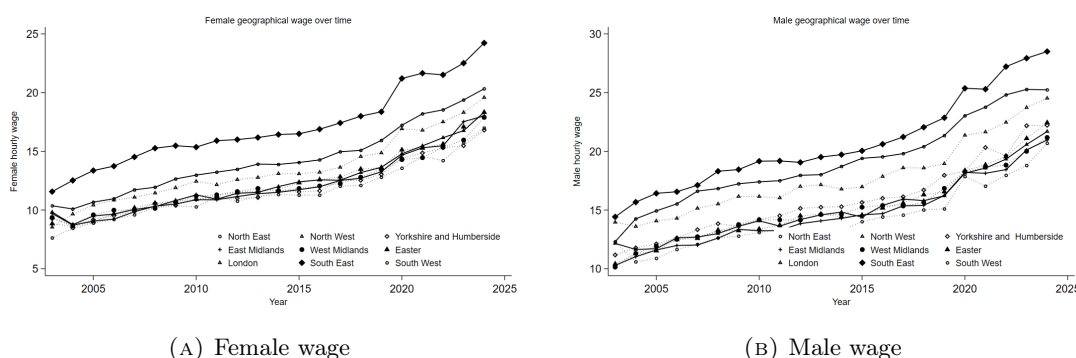 Female geographical wage over time
25
20
15
10
5
Female hourly wage
North East
North West
Yorkshire and Humberside
East Midlands
West Midlands
Easter
London
South East
South West
2005
2010
2015
2020
2025
Year
(A) Female wage
Male geographical wage over time
30
25
20
15
10
Male hourly wage
North East
North West
Yorkshire and Humberside
East Midlands
West Midlands
Easter
London
South East
South West
2005
2010
2015
2020
2025
Year
(B) Male wage